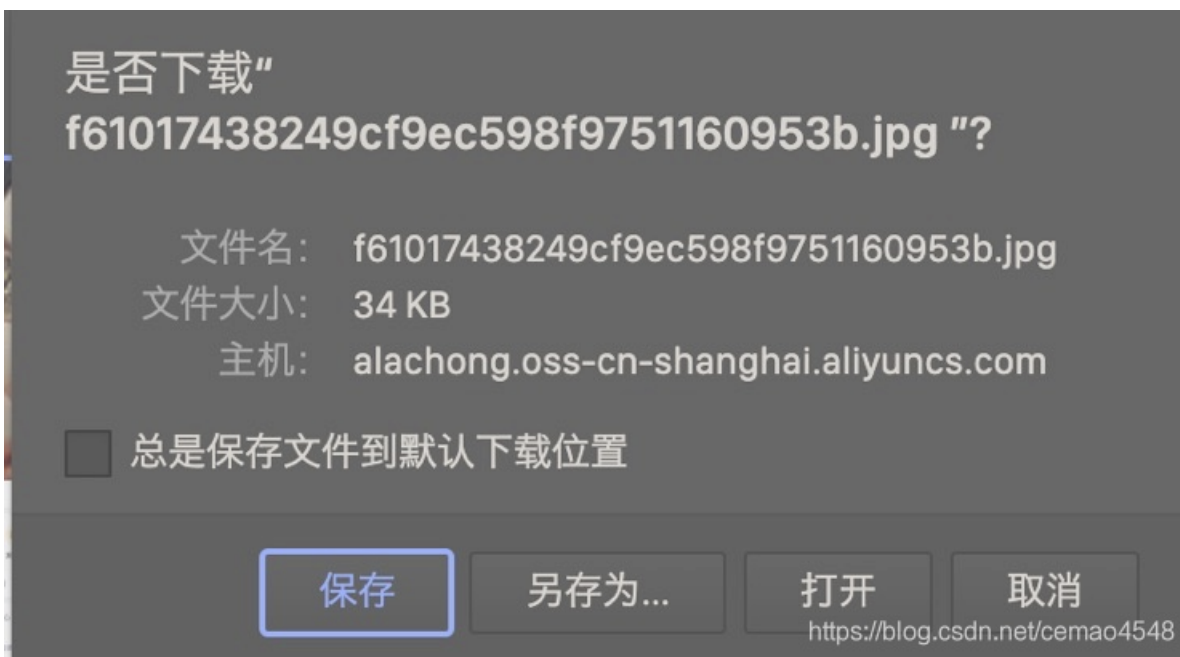 是否下载“
f61017438249cf9ec598f9751160953b.jpg ”?
文件名： f61017438249cf9ec598f9751160953b.jpg
文件大小： 34 KB
主机： alachong.oss-cn-shanghai.aliyuncs.com
总是保存文件到默认下载位置
保存 另存为... 打开 取消
https://blog.csdn.net/cemao4548